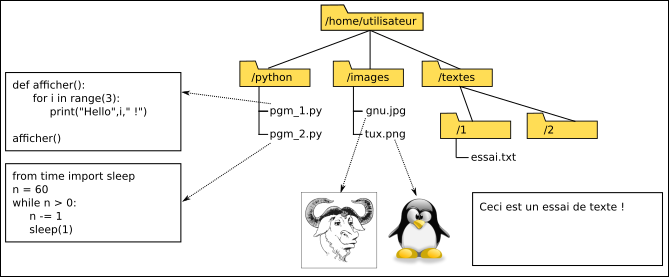 /home/utilisateur
/python
/images
/textes
def afficher():
for i in range(3):
print("Hello",i," !")
afficher()
pgm_1.py
pgm_2.py
gnu.jpg
tux.png
/1
/2
essai.txt
from time import sleep
n = 60
while n > 0:
n -= 1
sleep(1)
Ceci est un essai de texte !